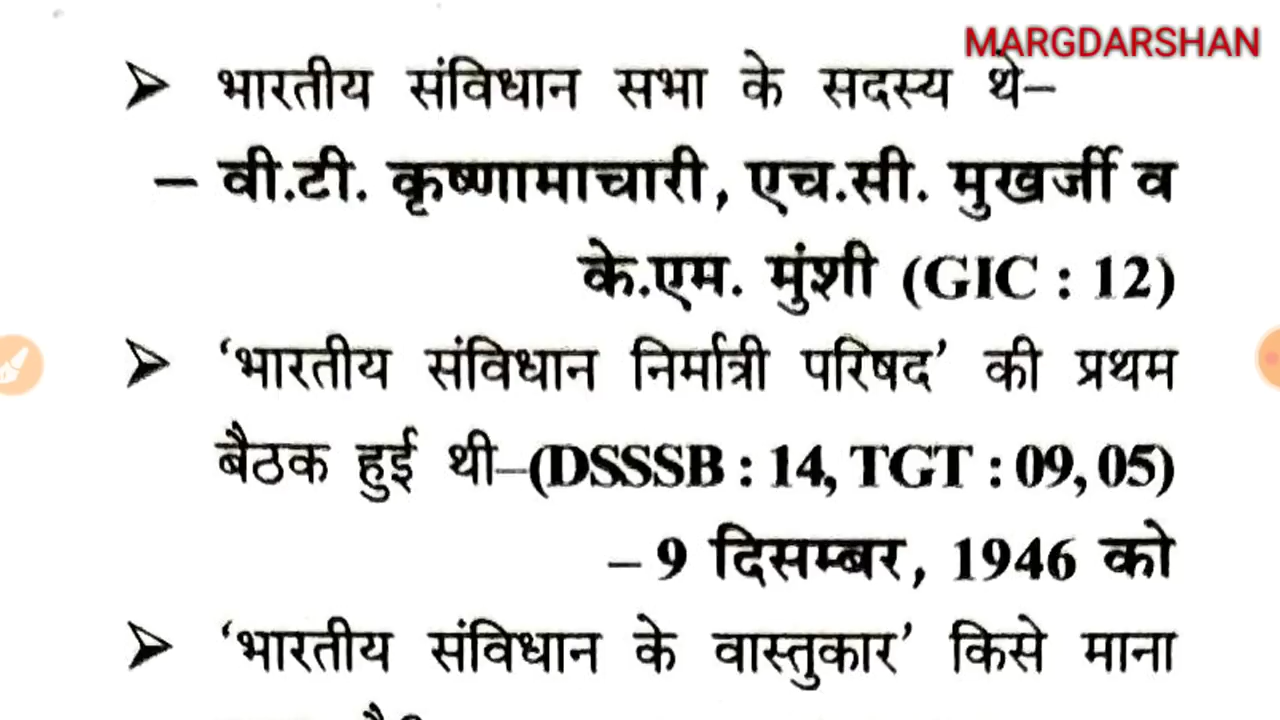 MARGDARSHAN
➢ भारतीय संविधान सभा के सदस्य थे–
– वी.टी. कृष्णामाचारी, एच.सी. मुखर्जी व
के.एम. मुंशी (GIC : 12)
➢ ‘भारतीय संविधान निर्मात्री परिषद’ की प्रथम
बैठक हुई थी–(DSSSB : 14, TGT : 09, 05)
– 9 दिसम्बर, 1946 को
➢ ‘भारतीय संविधान के वास्तुकार’ किसे माना